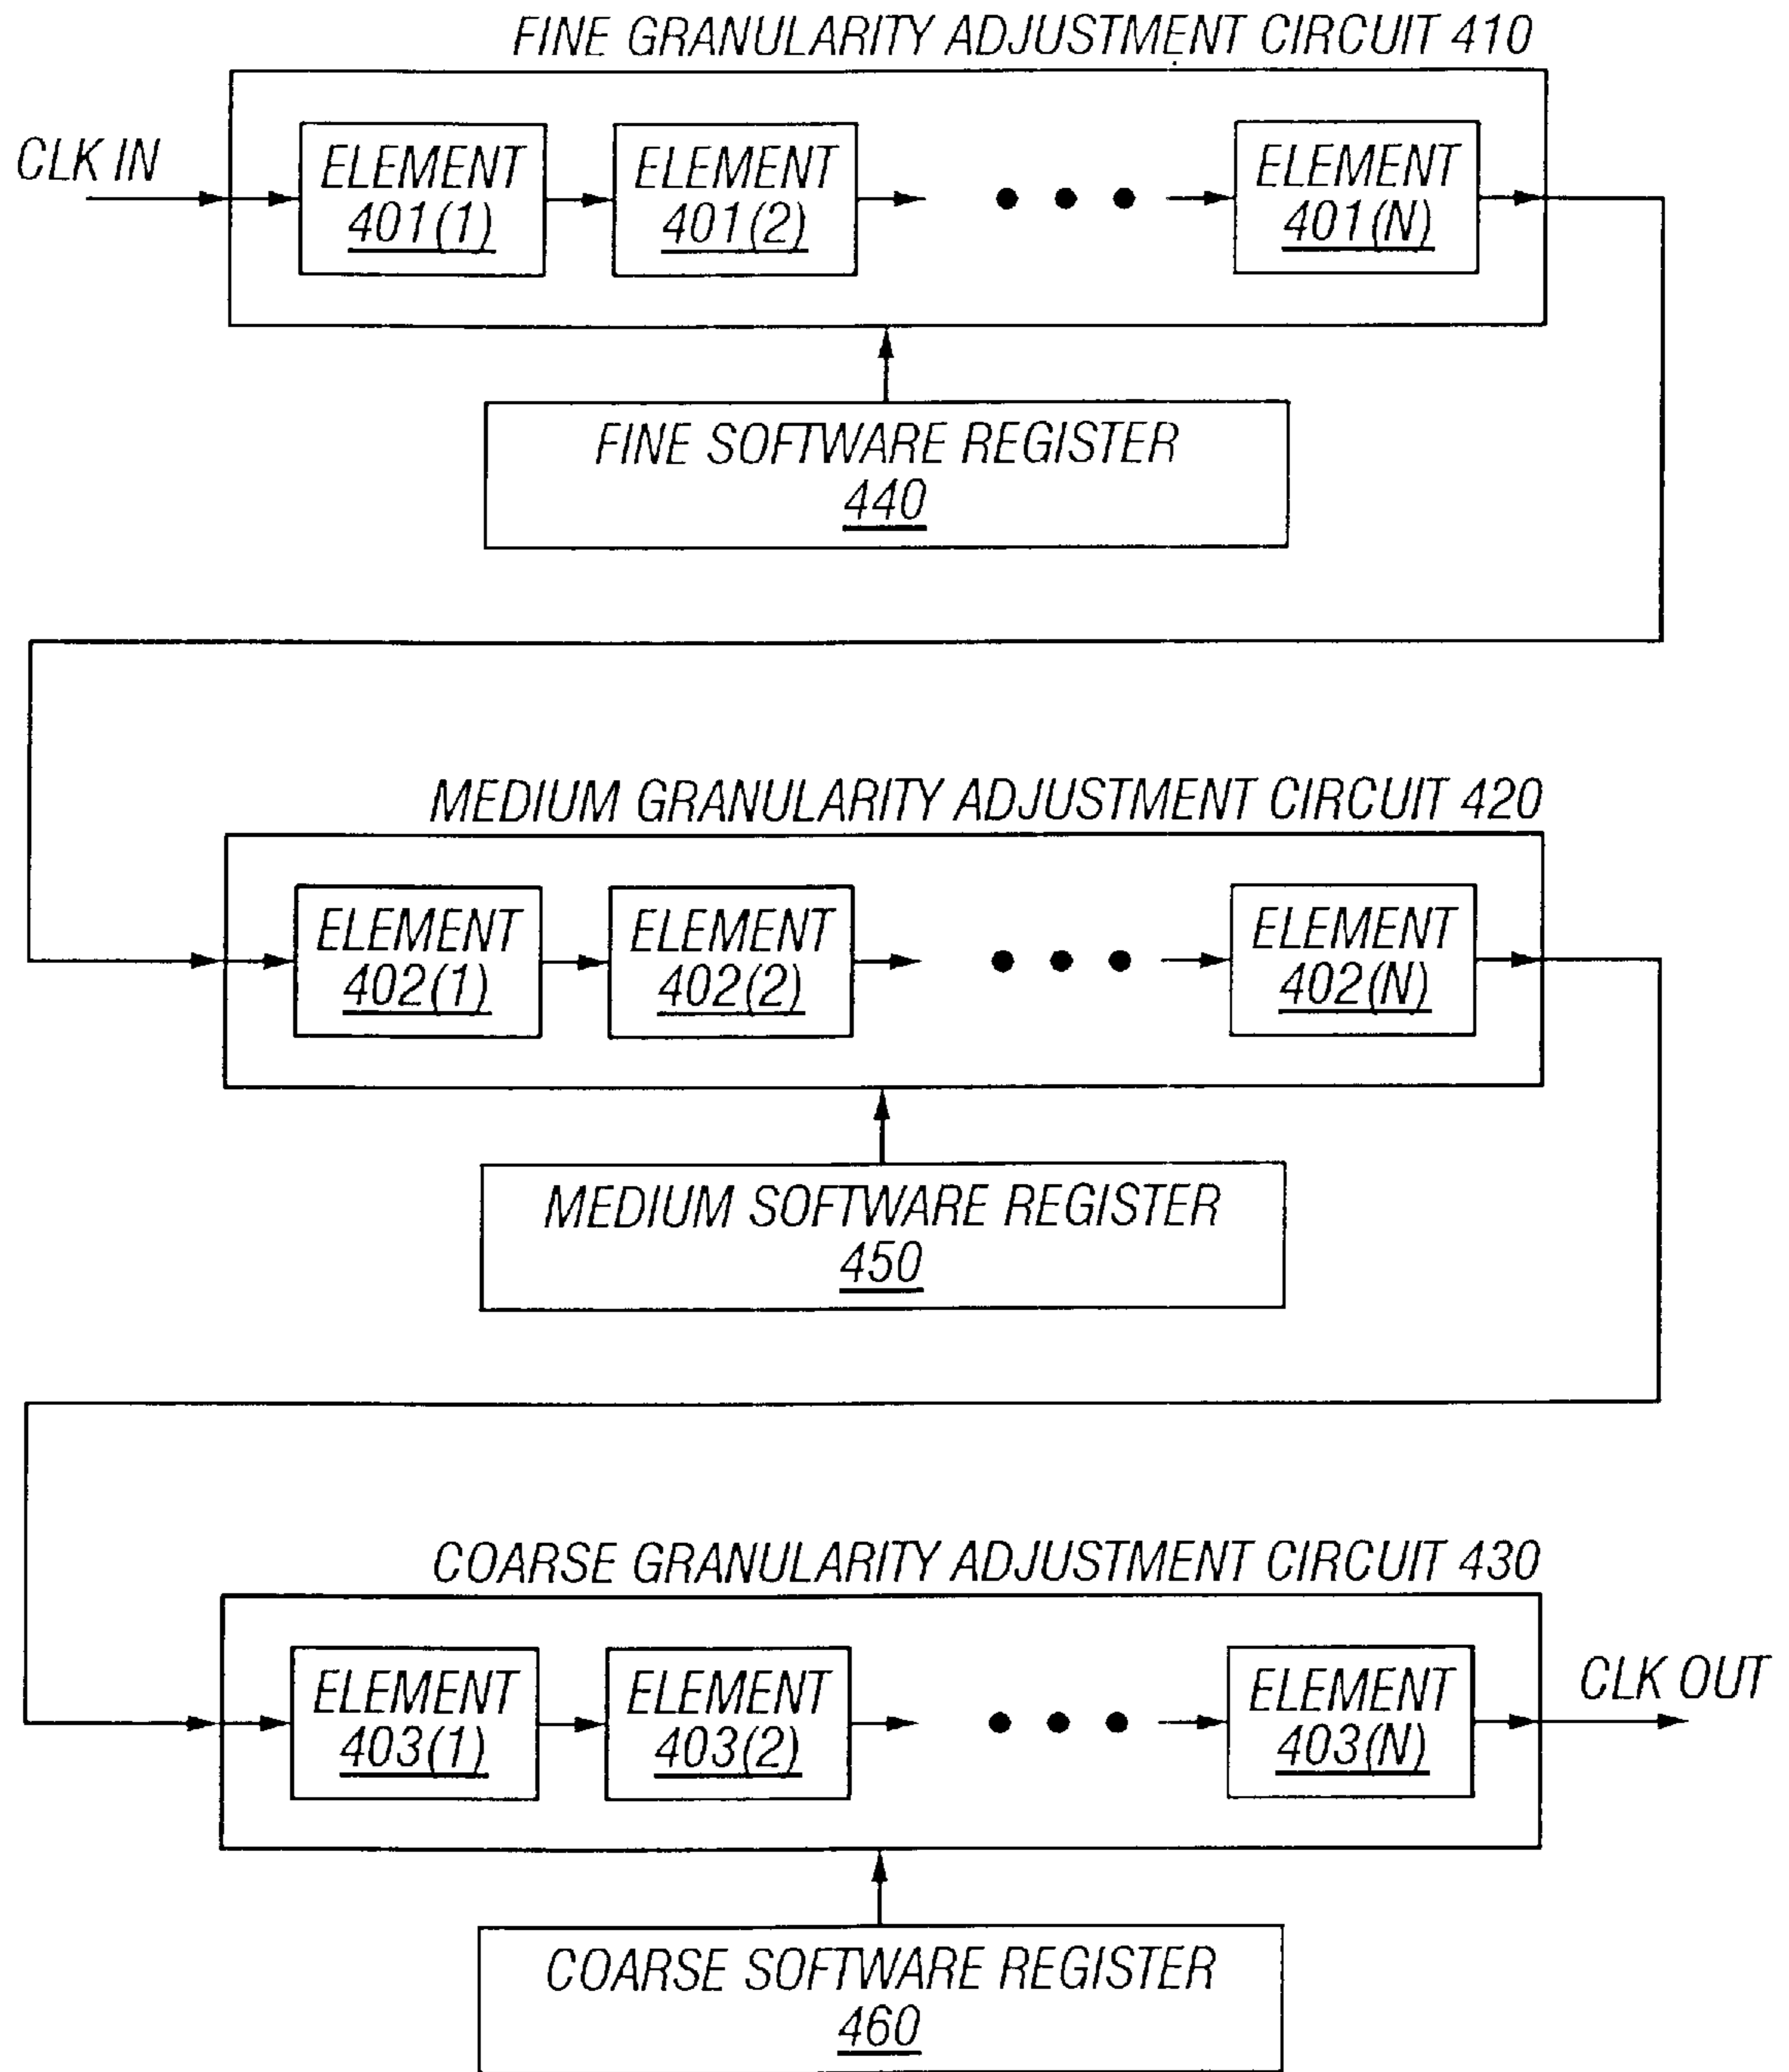 FINE GRANULARITY ADJUSTMENT CIRCUIT 410
CLK IN
ELEMENT
401(1)
ELEMENT
401(2)
ELEMENT
401(N)
FINE SOFTWARE REGISTER
440
MEDIUM GRANULARITY ADJUSTMENT CIRCUIT 420
ELEMENT
402(1)
ELEMENT
402(2)
ELEMENT
402(N)
MEDIUM SOFTWARE REGISTER
450
COARSE GRANULARITY ADJUSTMENT CIRCUIT 430
ELEMENT
403(1)
ELEMENT
403(2)
ELEMENT
403(N)
CLK OUT
COARSE SOFTWARE REGISTER
460